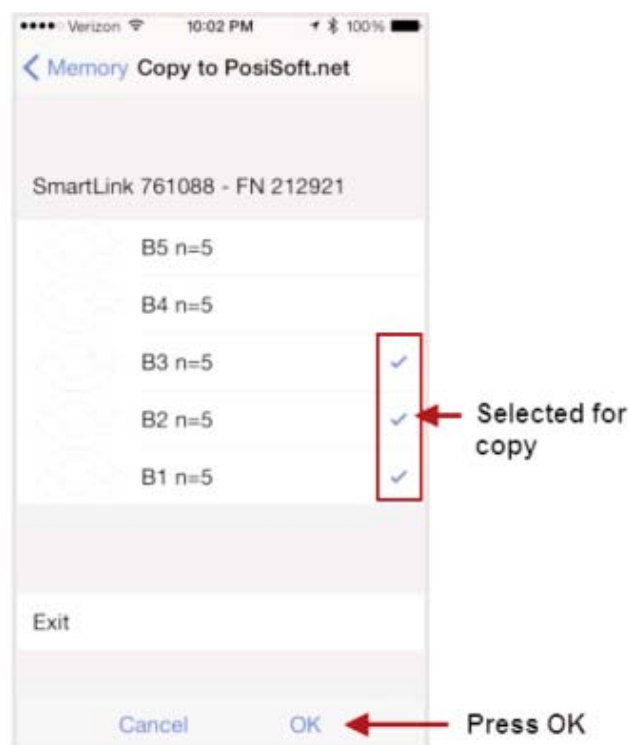 Verizon 10:02 PM 100%
Memory Copy to PosiSoft.net
SmartLink 761088 - FN 212921
B5 n=5
B4 n=5
B3 n=5
B2 n=5
B1 n=5
Selected for
copy
Exit
Cancel OK
Press OK